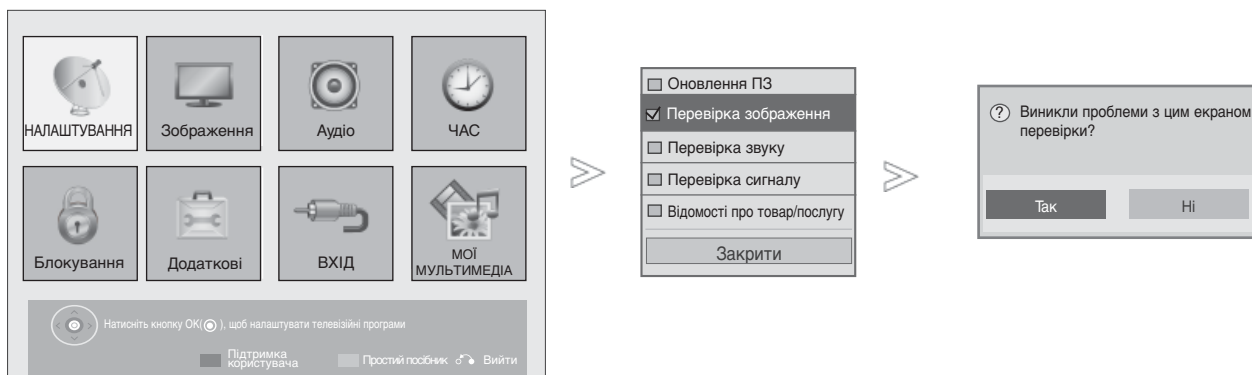 НАЛАШТУВАННЯ
Зображення
Аудіо
ЧАС
Блокування
Додаткові
ВХІД
МОЇ
МУЛЬТИМЕДІА
Натисніть кнопку ОК( ), щоб налаштувати телевізійні програми
Підтримка
користувача
Простий посібник
Вийти
Оновлення ПЗ
Перевірка зображення
Перевірка звуку
Перевірка сигналу
Відомості про товар/послугу
Закрити
? Виникли проблеми з цим екраном
перевірки?
Так
Ні